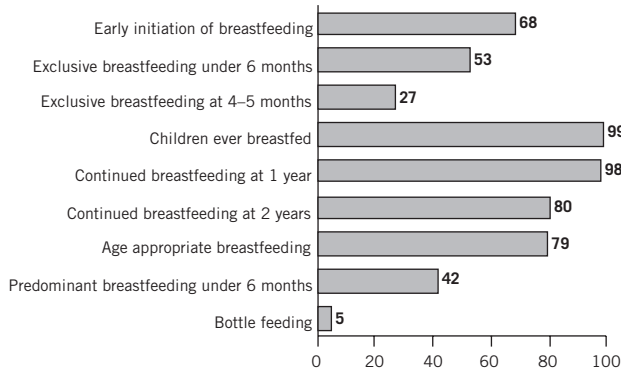 Early initiation of breastfeeding 68
Exclusive breastfeeding under 6 months 53
Exclusive breastfeeding at 4–5 months 27
Children ever breastfed 99
Continued breastfeeding at 1 year 98
Continued breastfeeding at 2 years 80
Age appropriate breastfeeding 79
Predominant breastfeeding under 6 months 42
Bottle feeding 5
0 20 40 60 80 100